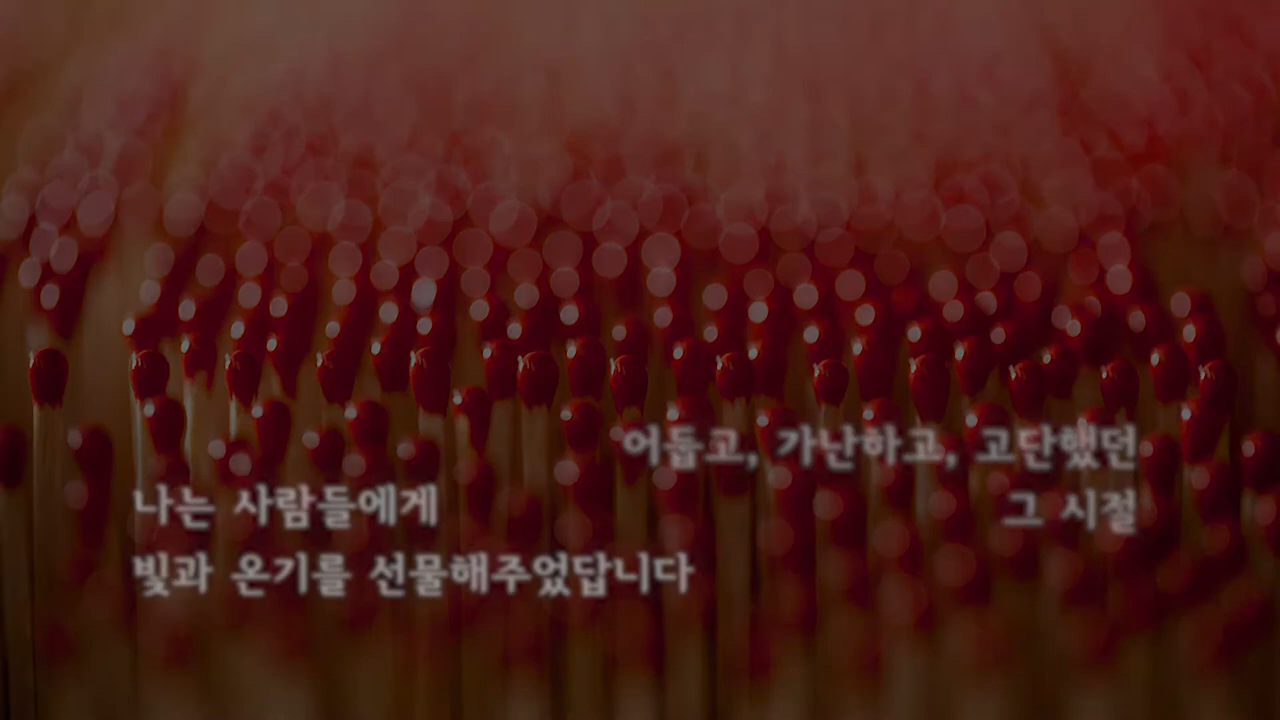 어둡고, 가난하고, 고단했던
그 시절
나는 사람들에게
빛과 온기를 선물해주었답니다